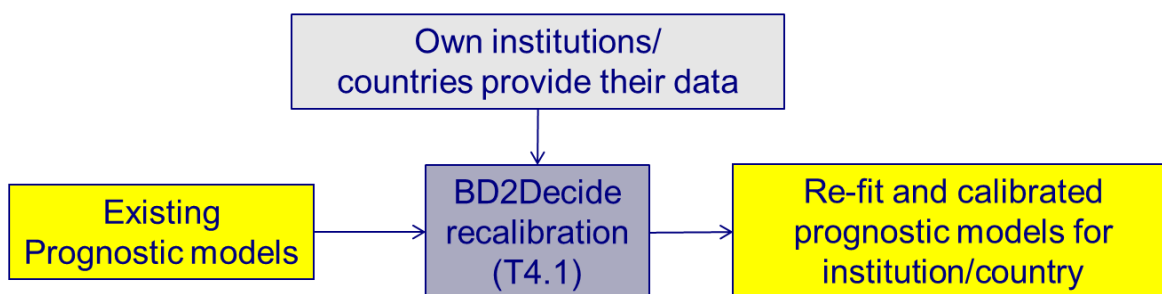 Own institutions/
countries provide their data
Existing
Prognostic models
BD2Decide
recalibration
(T4.1)
Re-fit and calibrated
prognostic models for
institution/country